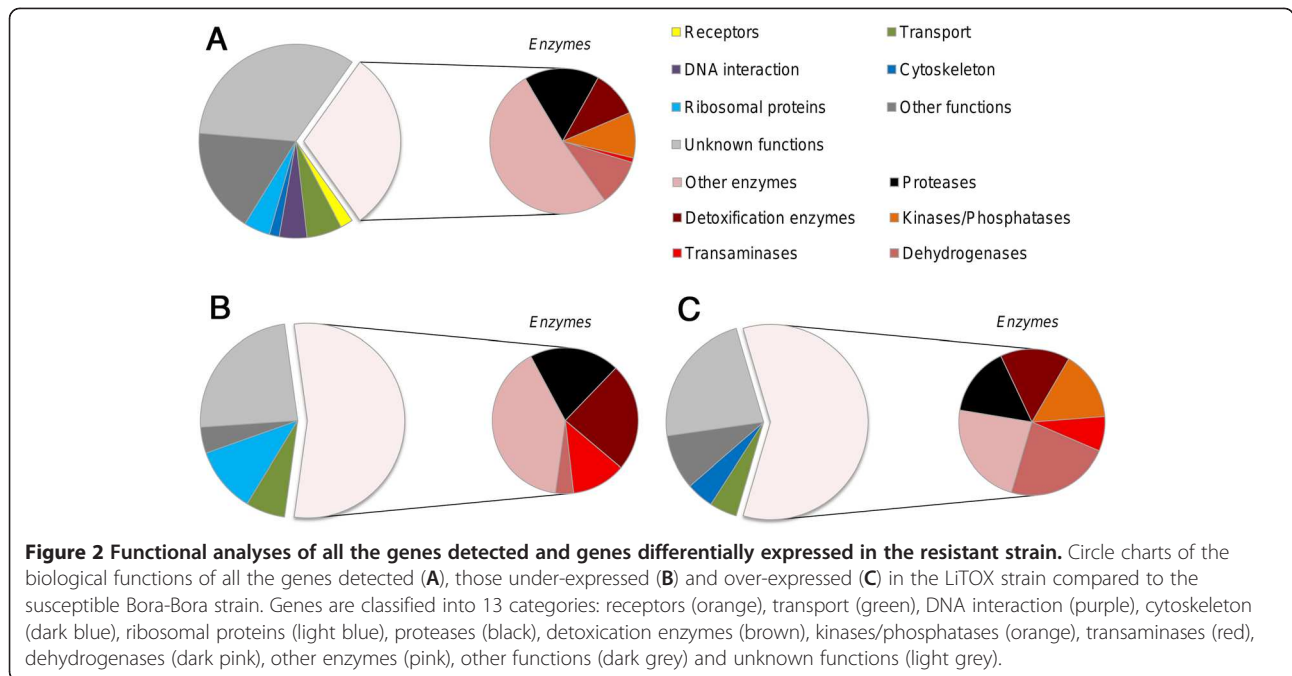 A
Enzymes
Receptors
Transport
DNA interaction
Cytoskeleton
Ribosomal proteins
Other functions
Unknown functions
Other enzymes
Proteases
Detoxification enzymes
Kinases/Phosphatases
Transaminases
Dehydrogenases
B
Enzymes
C
Enzymes
Figure 2 Functional analyses of all the genes detected and genes differentially expressed in the resistant strain. Circle charts of the
biological functions of all the genes detected (A), those under-expressed (B) and over-expressed (C) in the LiTOX strain compared to the
susceptible Bora-Bora strain. Genes are classified into 13 categories: receptors (orange), transport (green), DNA interaction (purple), cytoskeleton
(dark blue), ribosomal proteins (light blue), proteases (black), detoxication enzymes (brown), kinases/phosphatases (orange), transaminases (red),
dehydrogenases (dark pink), other enzymes (pink), other functions (dark grey) and unknown functions (light grey).